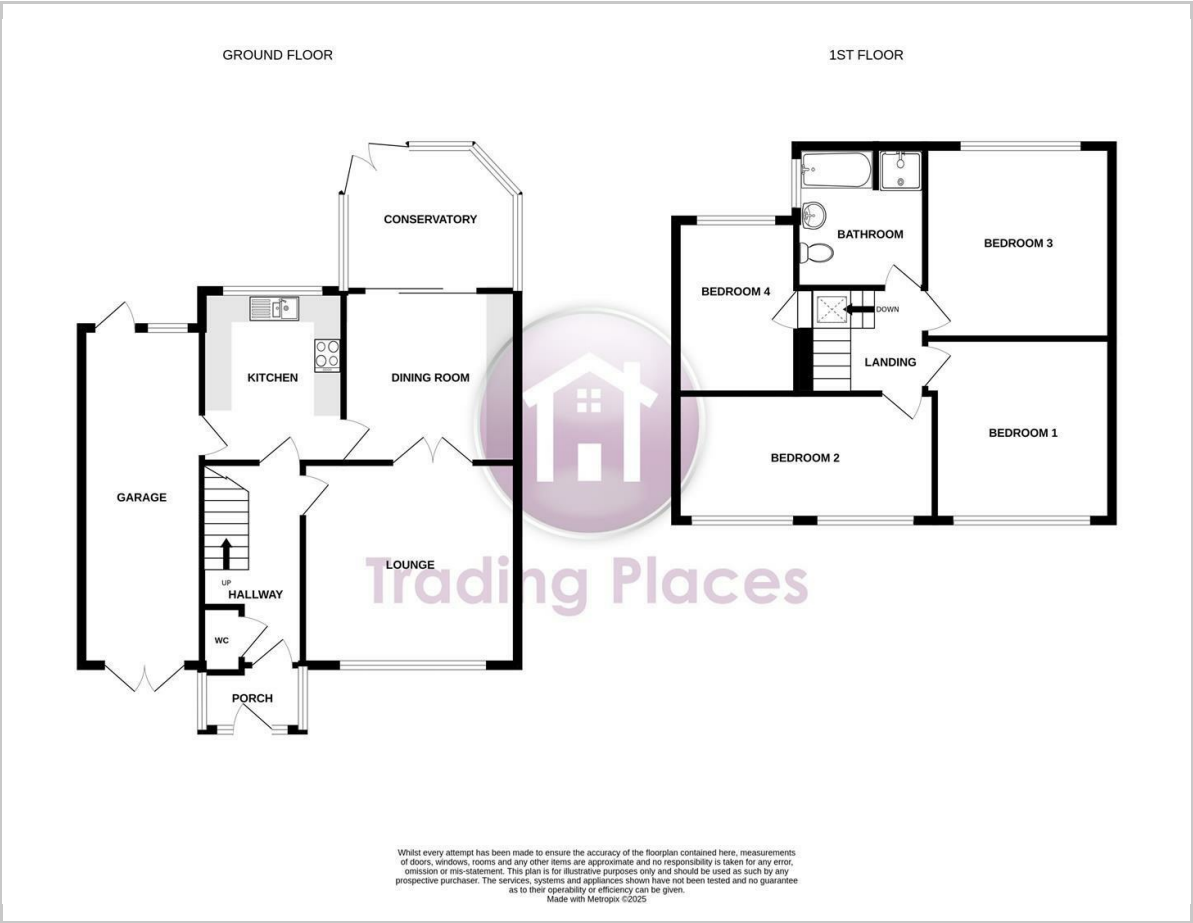 GROUND FLOOR
1ST FLOOR
CONSERVATORY
KITCHEN
DINING ROOM
GARAGE
LOUNGE
UP
HALLWAY
WC
PORCH
BATHROOM
BEDROOM 3
BEDROOM 4
DOWN
LANDING
BEDROOM 1
BEDROOM 2
Trading Places
Whilst every attempt has been made to ensure the accuracy of the floorplan contained here, measurements
of doors, windows, rooms and any other items are approximate and no responsibility is taken for any error,
omission or mis-statement. This plan is for illustrative purposes only and should be used as such by any
prospective purchaser. The services, systems and appliances shown have not been tested and no guarantee
as to their operability or efficiency can be given.
Made with Metropix ©2025